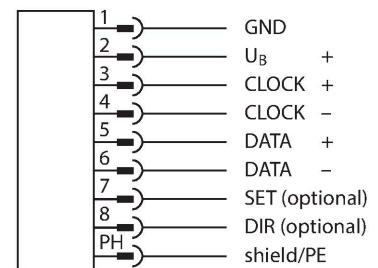 1 GND
2 U_B +
3 CLOCK +
4 CLOCK –
5 DATA +
6 DATA –
7 SET (optional)
8 DIR (optional)
PH shield/PE